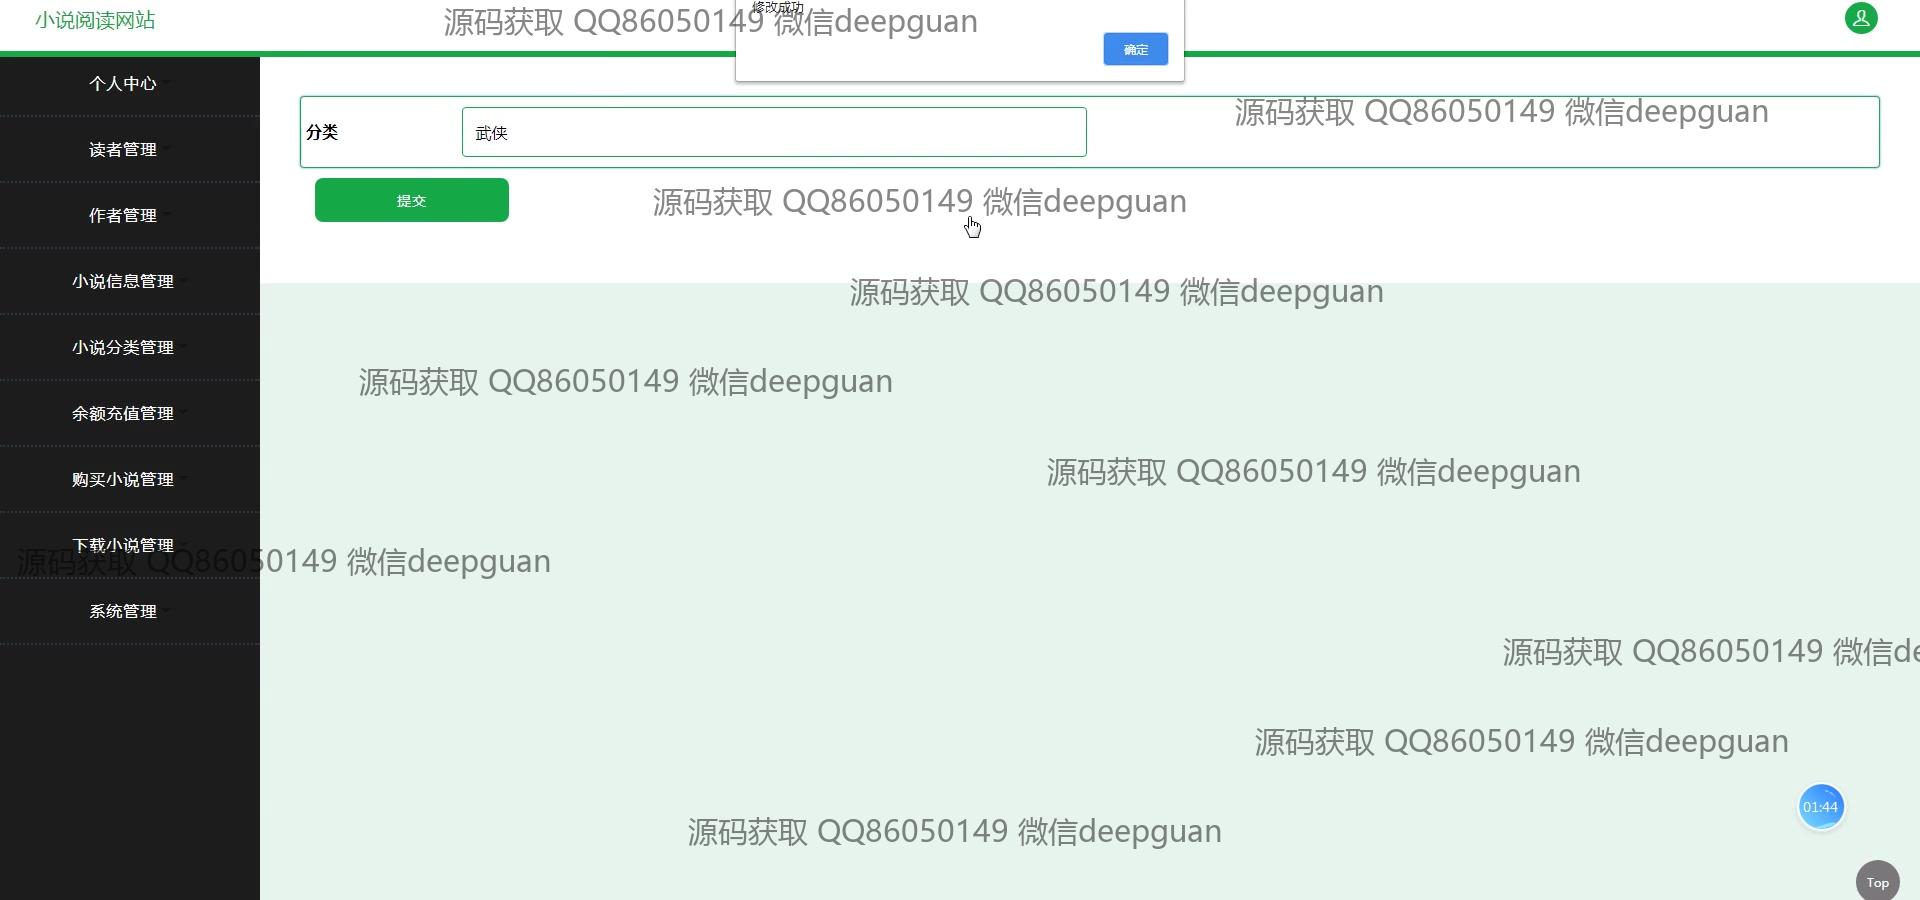 小说阅读网站
源码获取 QQ86050149 微信deepguan
修改成功
确定
个人中心
源码获取 QQ86050149 微信deepguan
分类
武侠
读者管理
提交
源码获取 QQ86050149 微信deepguan
作者管理
小说信息管理
源码获取 QQ86050149 微信deepguan
小说分类管理
源码获取 QQ86050149 微信deepguan
余额充值管理
源码获取 QQ86050149 微信deepguan
购买小说管理
下载小说管理
源码获取 QQ86050149 微信deepguan
系统管理
源码获取 QQ86050149 微信de
源码获取 QQ86050149 微信deepguan
01:44
源码获取 QQ86050149 微信deepguan
Top